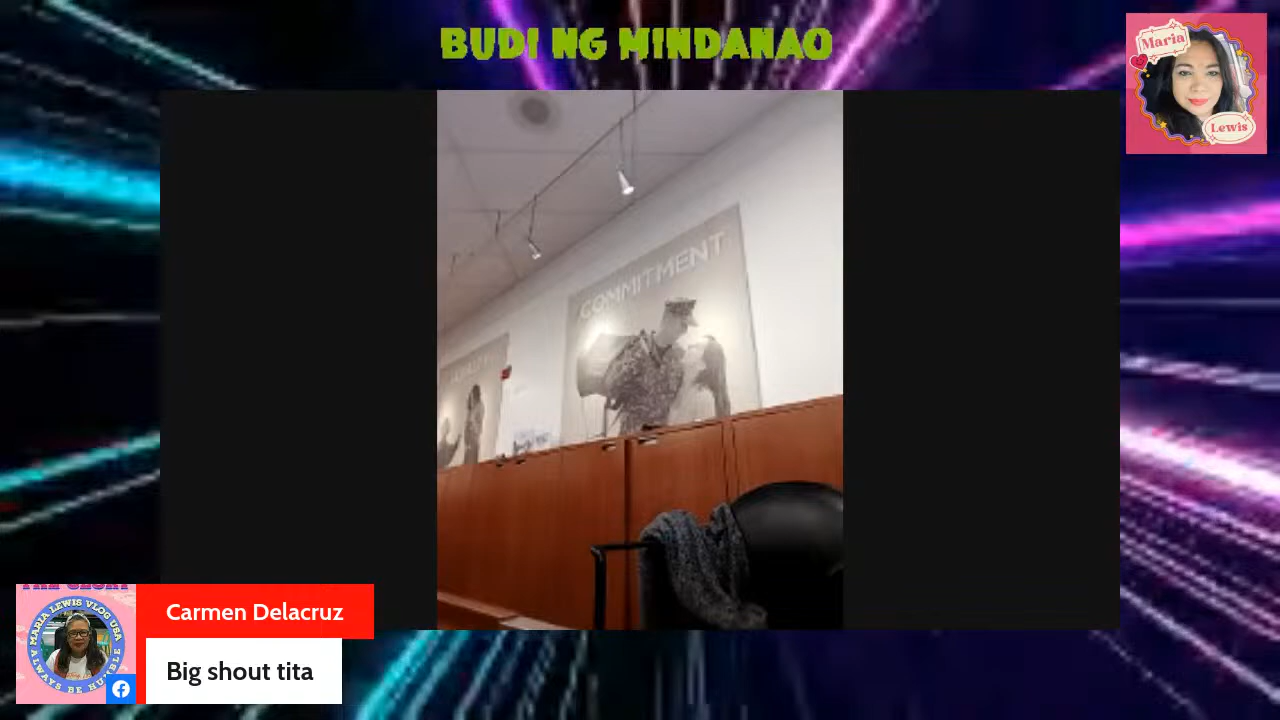 BUDI NG MINDANAO
Maria
Lewis
COMMITMENT
MARIA LEWIS VLOG USA
ALWAYS BE HUMBLE
Carmen Delacruz
Big shout tita